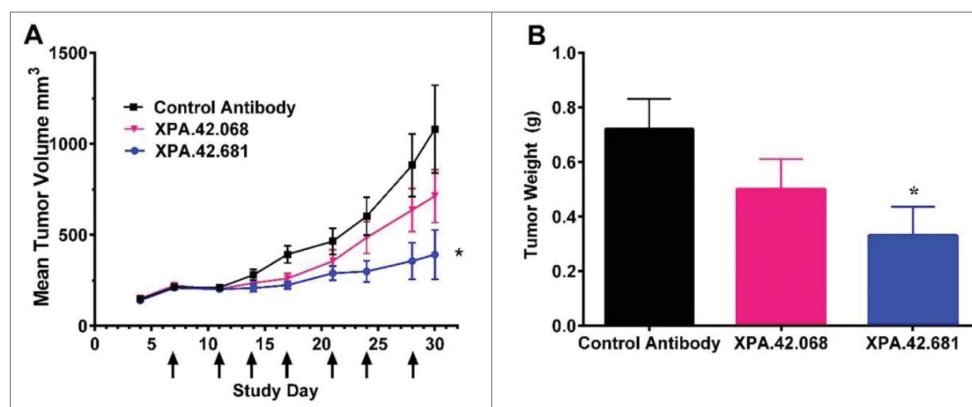 A
Mean Tumor Volume mm³
1500
1000
500
0
Control Antibody
XPA.42.068
XPA.42.681
*
0 5 10 15 20 25 30
Study Day
B
Tumor Weight (g)
1.0
0.8
0.6
0.4
0.2
0.0
*
Control Antibody XPA.42.068 XPA.42.681